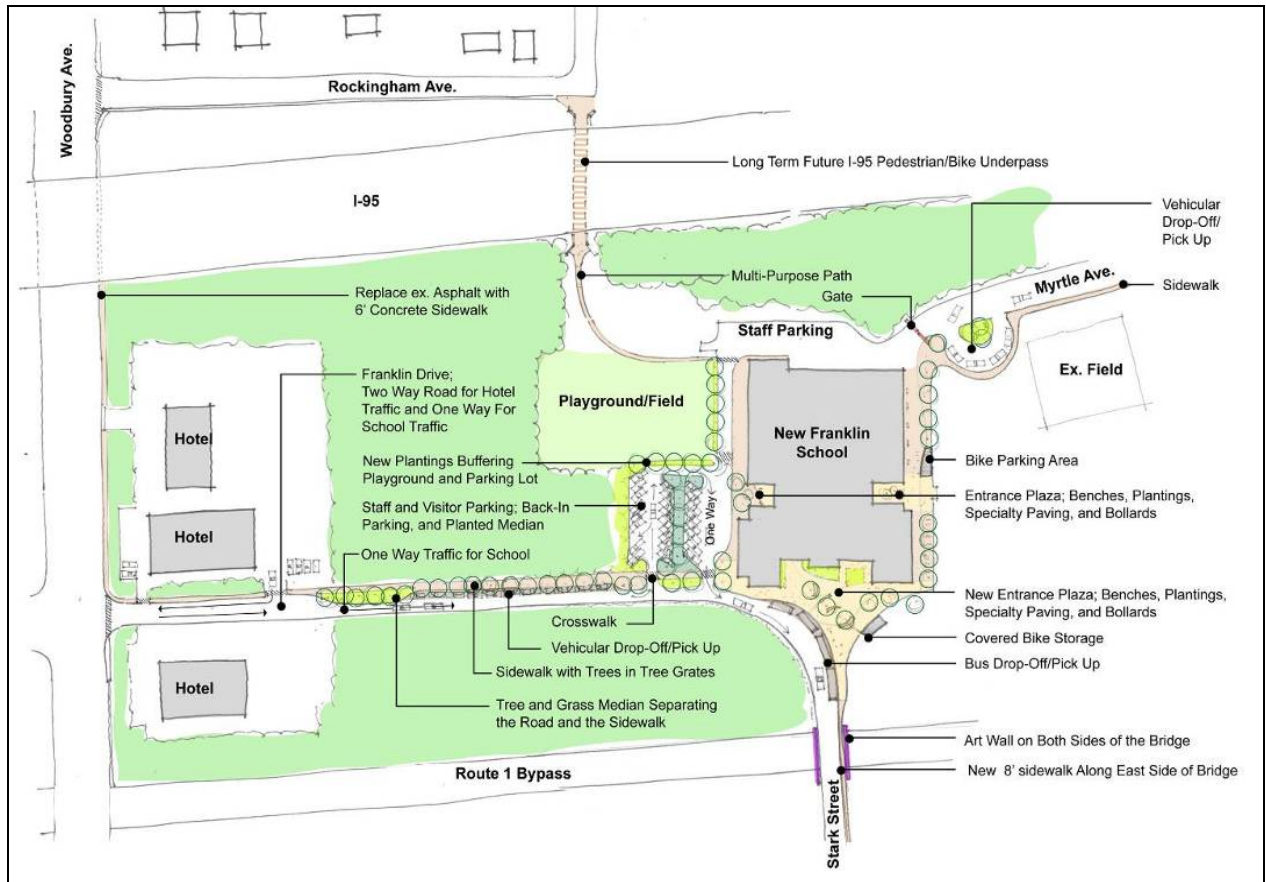 Woodbury Ave.
Rockingham Ave.
Long Term Future I-95 Pedestrian/Bike Underpass
I-95
Vehicular
Drop-Off/
Pick Up
Multi-Purpose Path
Gate
Myrtle Ave.
Sidewalk
Replace ex. Asphalt with
6' Concrete Sidewalk
Staff Parking
Ex. Field
Franklin Drive;
Two Way Road for Hotel
Traffic and One Way For
School Traffic
Playground/Field
New Franklin
School
Hotel
New Plantings Buffering
Playground and Parking Lot
Bike Parking Area
Staff and Visitor Parking; Back-In
Parking, and Planted Median
One Way
Entrance Plaza; Benches, Plantings,
Specialty Paving, and Bollards
Hotel
One Way Traffic for School
New Entrance Plaza; Benches, Plantings,
Specialty Paving, and Bollards
Crosswalk
Covered Bike Storage
Vehicular Drop-Off/Pick Up
Bus Drop-Off/Pick Up
Sidewalk with Trees in Tree Grates
Hotel
Tree and Grass Median Separating
the Road and the Sidewalk
Art Wall on Both Sides of the Bridge
Route 1 Bypass
New 8' sidewalk Along East Side of Bridge
Stark Street